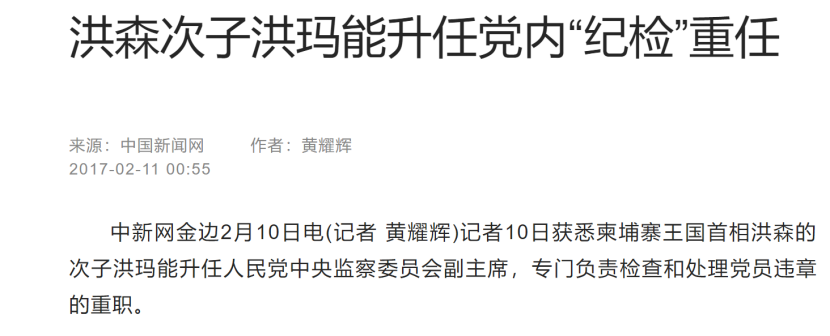 洪森次子洪玛能升任党内“纪检”重任
来源：中国新闻网 作者：黄耀辉
2017-02-11 00:55
中新网金边2月10日电(记者 黄耀辉)记者10日获悉柬埔寨王国首相洪森的
次子洪玛能升任人民党中央监察委员会副主席，专门负责检查和处理党员违章
的重职。